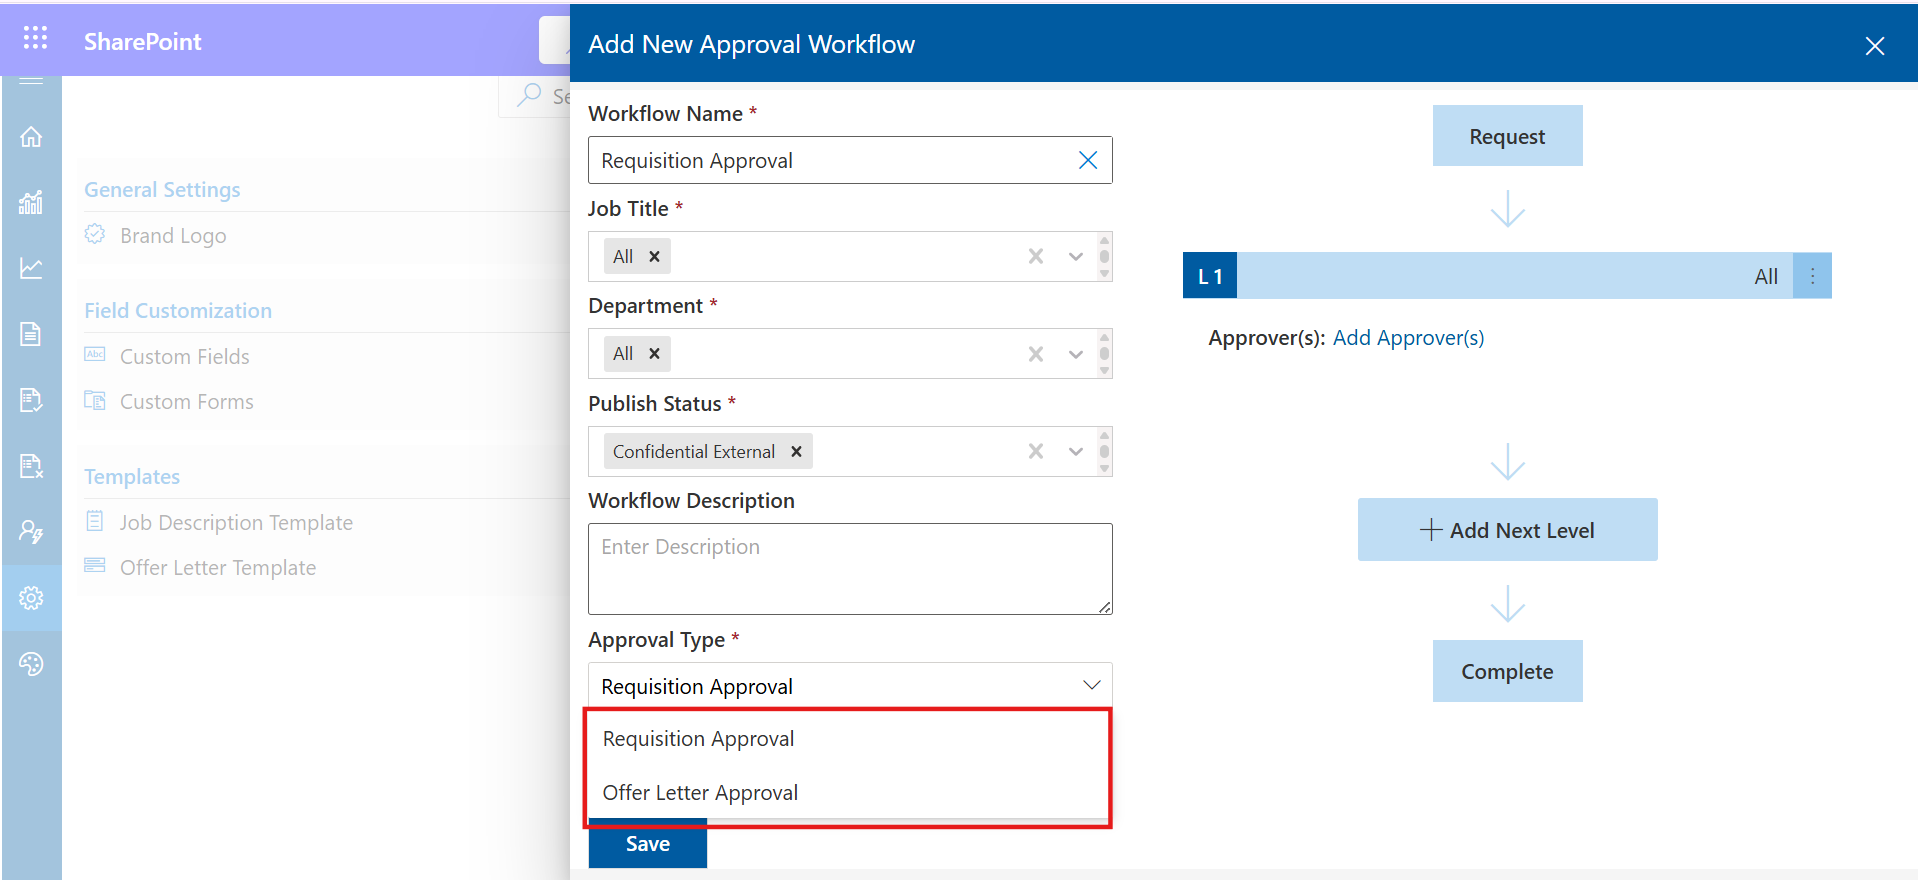 SharePoint
Se
General Settings
Brand Logo
Field Customization
Abc
Custom Fields
Custom Forms
Templates
Job Description Template
Offer Letter Template
Add New Approval Workflow
Workflow Name *
Requisition Approval
Job Title *
All
Department *
All
Publish Status *
Confidential External
Workflow Description
Enter Description
Approval Type *
Requisition Approval
Requisition Approval
Offer Letter Approval
Save
Request
L 1
All
Approver(s): Add Approver(s)
Add Next Level
Complete